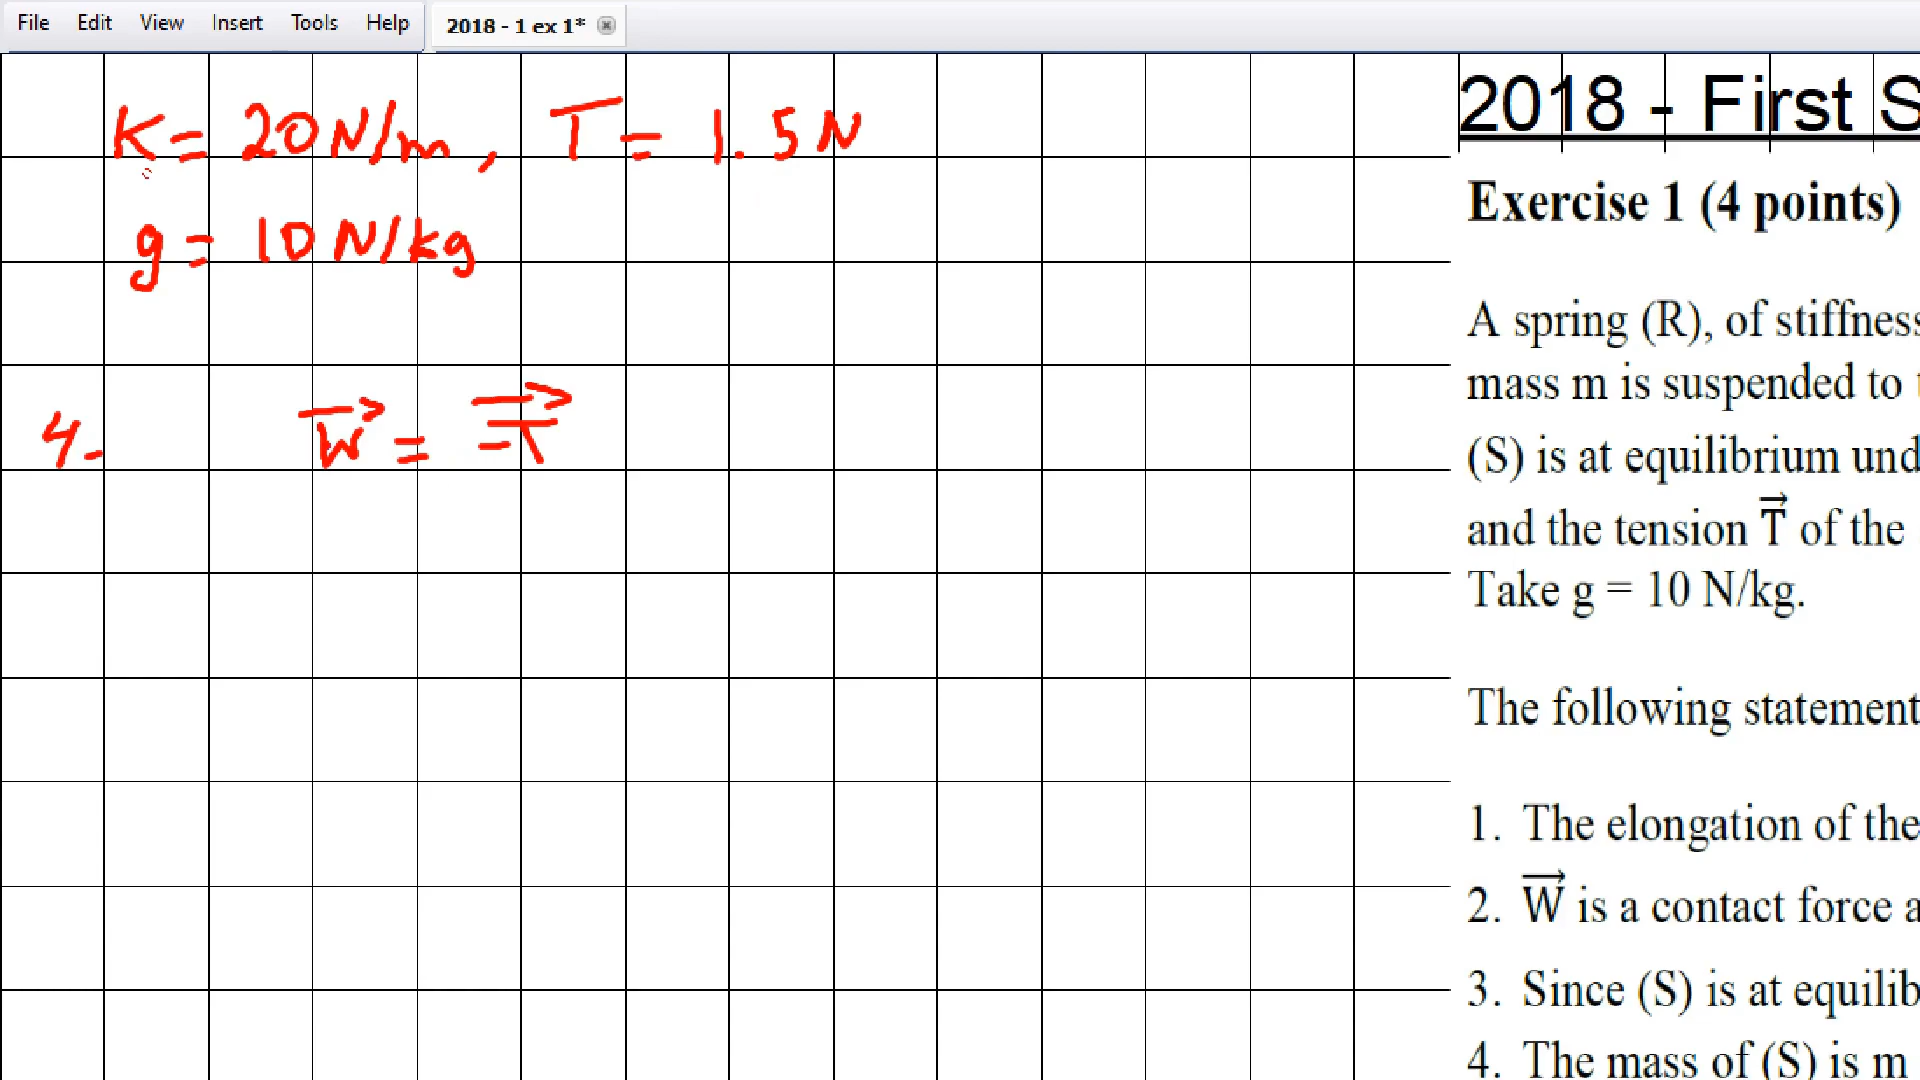 File Edit View Insert Tools Help 2018 - 1 ex 1*
K = 20 N/m, T = 1.5 N
g = 10 N/kg
4- W⃗ = -T⃗
2018 - First S
Exercise 1 (4 points)
A spring (R), of stiffness
mass m is suspended to t
(S) is at equilibrium und
and the tension T⃗ of the
Take g = 10 N/kg.
The following statement
1. The elongation of the
2. W⃗ is a contact force a
3. Since (S) is at equilib
4. The mass of (S) is m